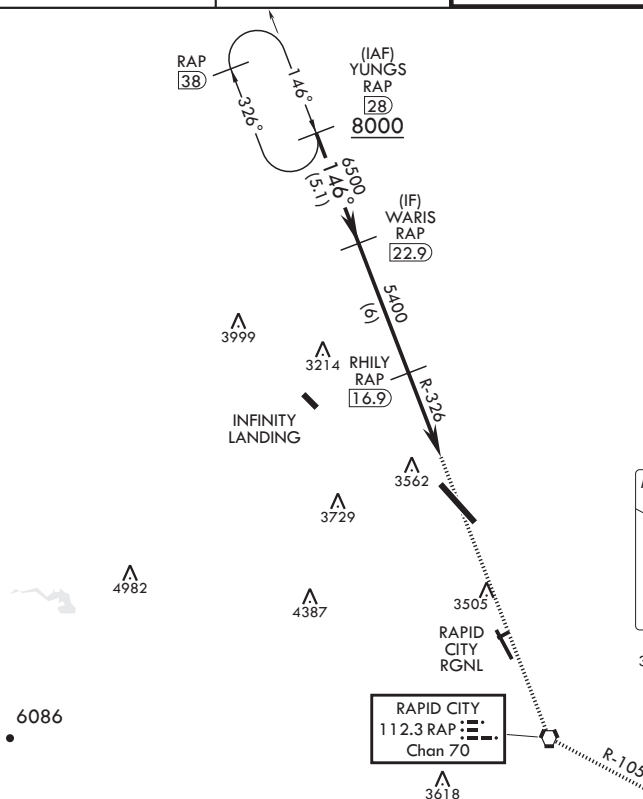 RAP
38
146°
326°
(IAF)
YUNGS
RAP
28
8000
6500
146°
(5.1)
(IF)
WARIS
RAP
22.9
5400
(6)
3999
3214
RHILY
RAP
16.9
R-326
INFINITY
LANDING
3562
3729
4982
4387
3505
RAPID
CITY
RGNL
6086
RAPID CITY
112.3 RAP
Chan 70
R-105
3618